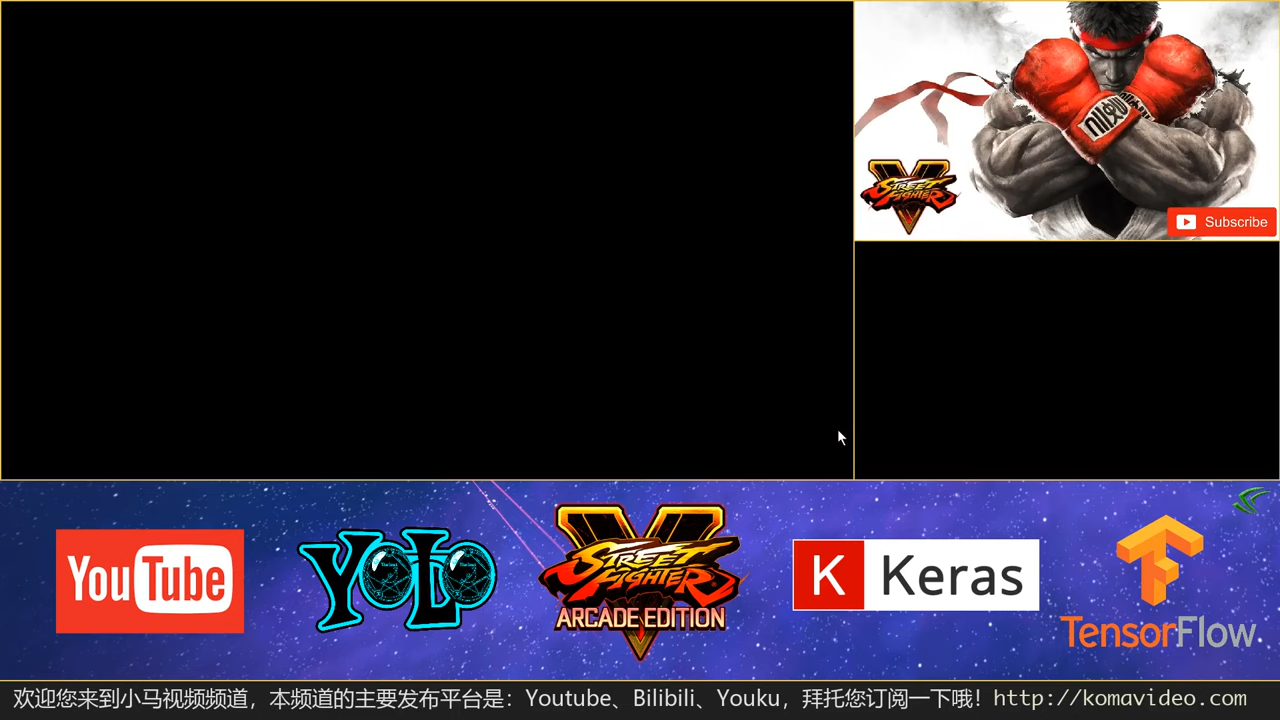 STREET
FIGHTER
V
Subscribe
YouTube
YOLO
V
STREET
FIGHTER
ARCADE EDITION
K Keras
TensorFlow
欢迎您来到小马视频频道，本频道的主要发布平台是：Youtube、Bilibili、Youku，拜托您订阅一下哦！http://komavideo.com